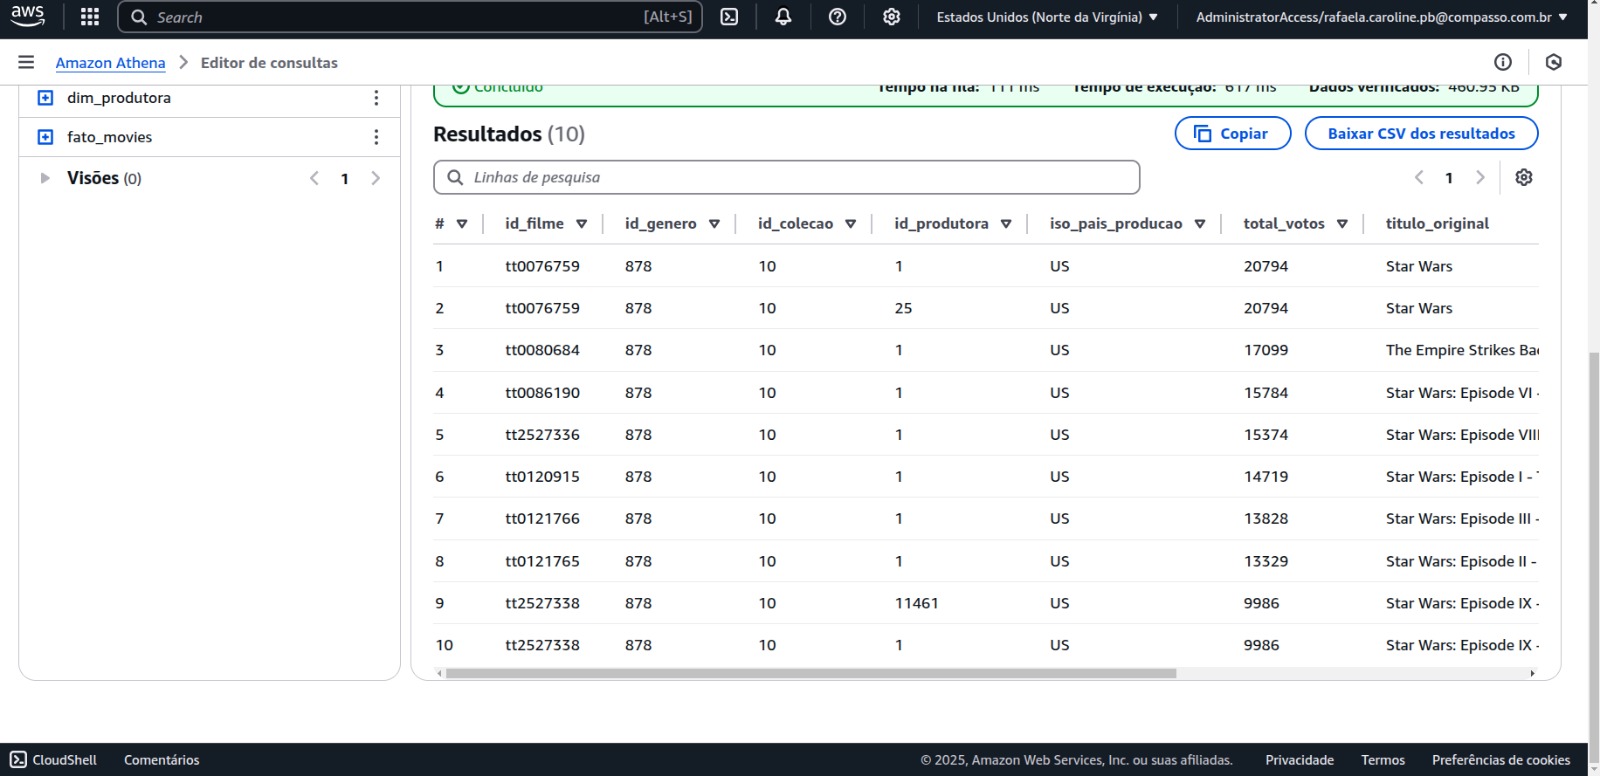 aws Search [Alt+S] Estados Unidos (Norte da Virgínia) AdministratorAccess/rafaela.caroline.pb@compasso.com.br
Amazon Athena > Editor de consultas
dim_produtora
fato_movies
Visões (0) 1
Concluído Tempo na fila: 111 ms Tempo de execução: 617 ms Dados verificados: 460.95 KB
Resultados (10) Copiar Baixar CSV dos resultados
Linhas de pesquisa 1
# id_filme id_genero id_colecao id_produtora iso_pais_producao total_votos titulo_original
1 tt0076759 878 10 1 US 20794 Star Wars
2 tt0076759 878 10 25 US 20794 Star Wars
3 tt0080684 878 10 1 US 17099 The Empire Strikes Ba
4 tt0086190 878 10 1 US 15784 Star Wars: Episode VI -
5 tt2527336 878 10 1 US 15374 Star Wars: Episode VIII
6 tt0120915 878 10 1 US 14719 Star Wars: Episode I -
7 tt0121766 878 10 1 US 13828 Star Wars: Episode III -
8 tt0121765 878 10 1 US 13329 Star Wars: Episode II -
9 tt2527338 878 10 11461 US 9986 Star Wars: Episode IX -
10 tt2527338 878 10 1 US 9986 Star Wars: Episode IX -
CloudShell Comentários © 2025, Amazon Web Services, Inc. ou suas afiliadas. Privacidade Termos Preferências de cookies